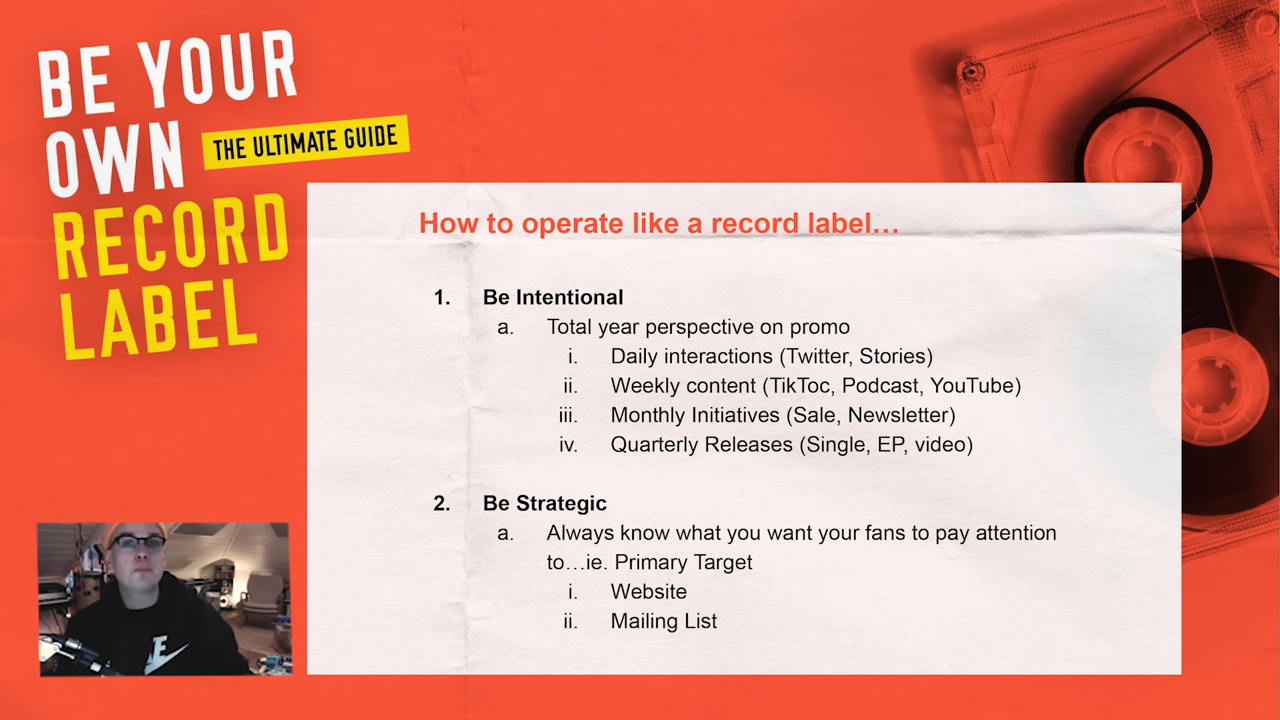 BE YOUR
OWN
THE ULTIMATE GUIDE
RECORD
LABEL
How to operate like a record label…
1. Be Intentional
a. Total year perspective on promo
i. Daily interactions (Twitter, Stories)
ii. Weekly content (TikToc, Podcast, YouTube)
iii. Monthly Initiatives (Sale, Newsletter)
iv. Quarterly Releases (Single, EP, video)
2. Be Strategic
a. Always know what you want your fans to pay attention
to…ie. Primary Target
i. Website
ii. Mailing List